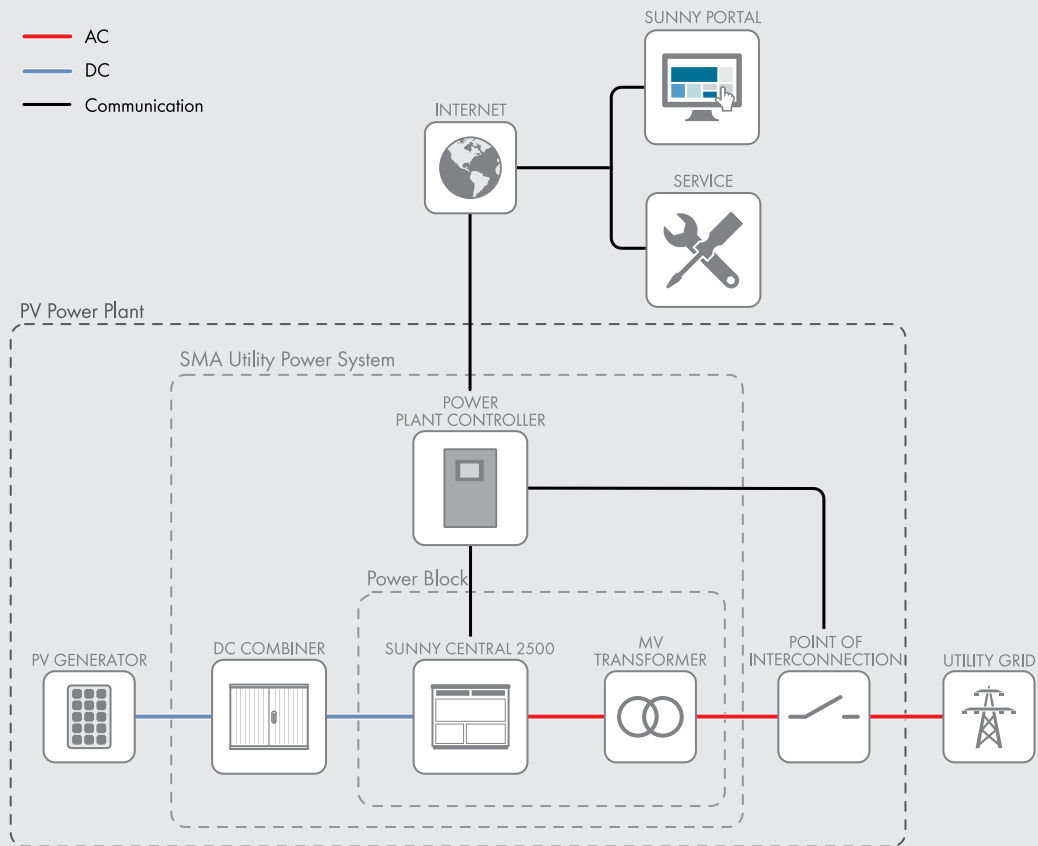 AC
DC
Communication
SUNNY PORTAL
INTERNET
SERVICE
PV Power Plant
SMA Utility Power System
POWER
PLANT CONTROLLER
Power Block
PV GENERATOR
DC COMBINER
SUNNY CENTRAL 2500
MV
TRANSFORMER
POINT OF
INTERCONNECTION
UTILITY GRID